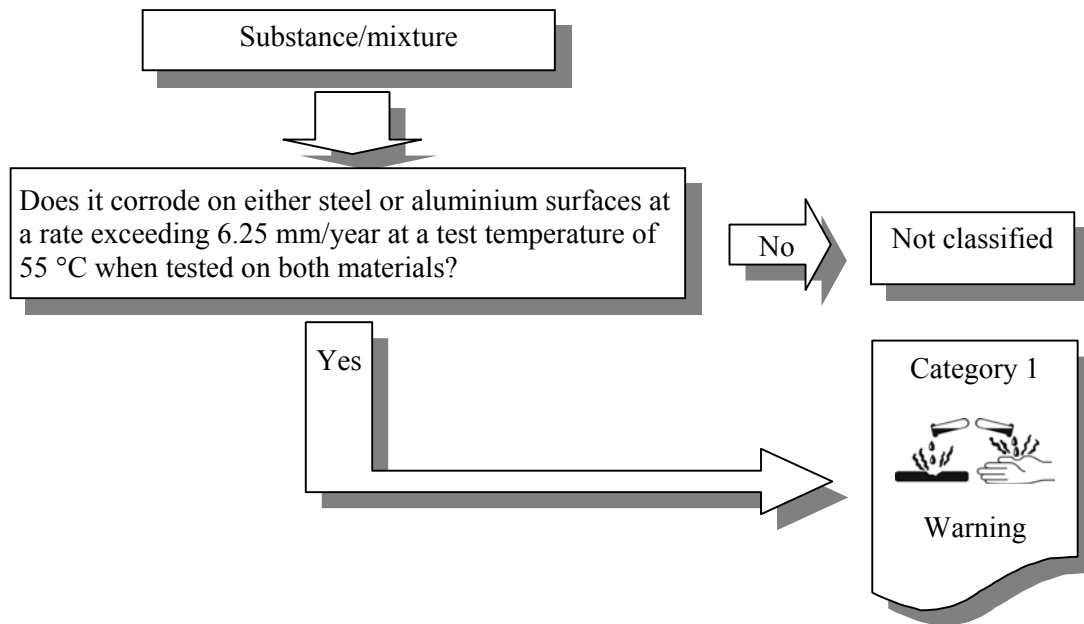 Substance/mixture
Does it corrode on either steel or aluminium surfaces at
a rate exceeding 6.25 mm/year at a test temperature of
55 °C when tested on both materials?
No
Not classified
Yes
Category 1
Warning